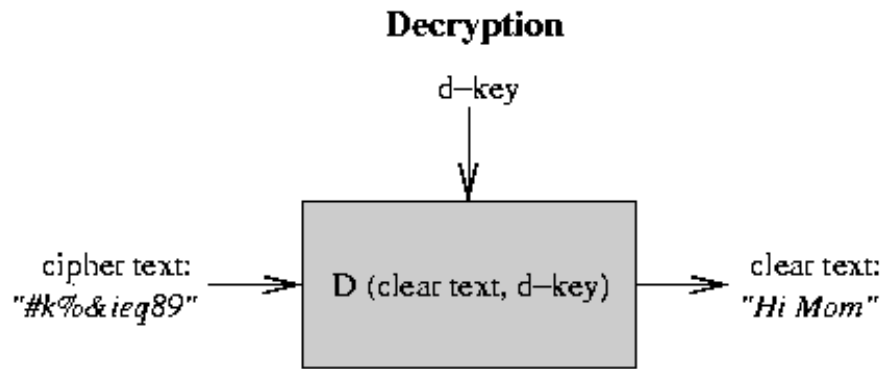 Decryption
d-key
cipher text:
"#k%&ieq89"
D (clear text, d-key)
clear text:
"Hi Mom"